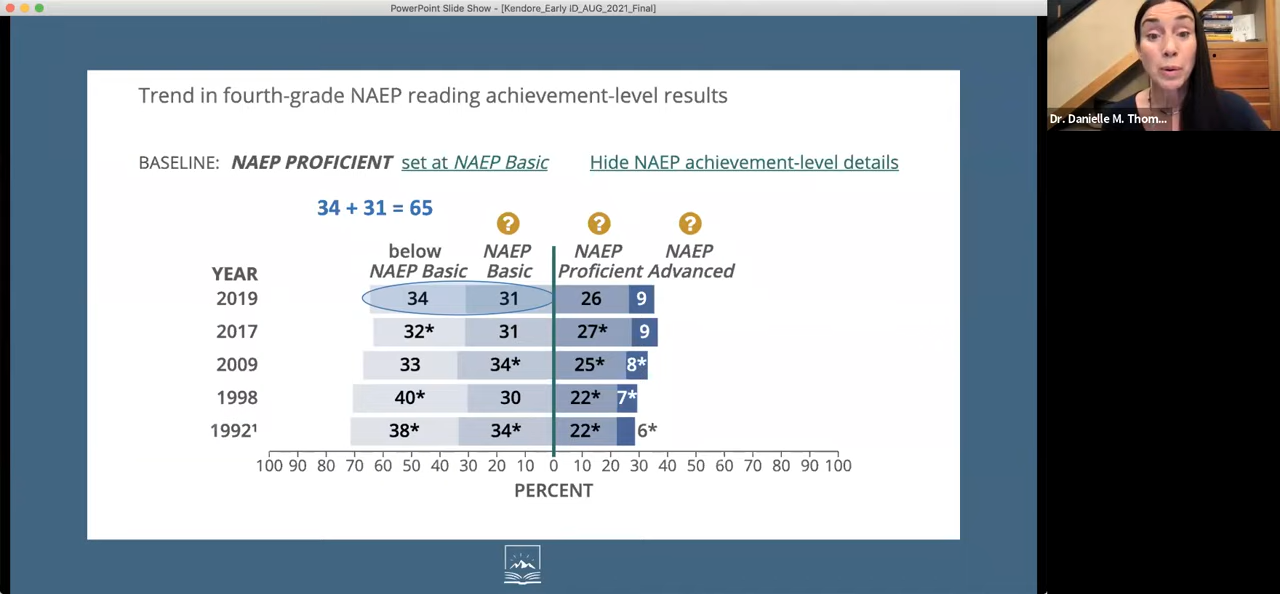 PowerPoint Slide Show - [Kendore_Early iD_AUG_2021_Final]
Trend in fourth-grade NAEP reading achievement-level results
BASELINE: NAEP PROFICIENT set at NAEP Basic Hide NAEP achievement-level details
34 + 31 = 65
? ? ?
below NAEP NAEP NAEP
YEAR NAEP Basic Basic Proficient Advanced
2019 34 31 26 9
2017 32* 31 27* 9
2009 33 34* 25* 8*
1998 40* 30 22* 7*
1992¹ 38* 34* 22* 6*
100 90 80 70 60 50 40 30 20 10 0 10 20 30 40 50 60 70 80 90 100
PERCENT
Dr. Danielle M. Thom...